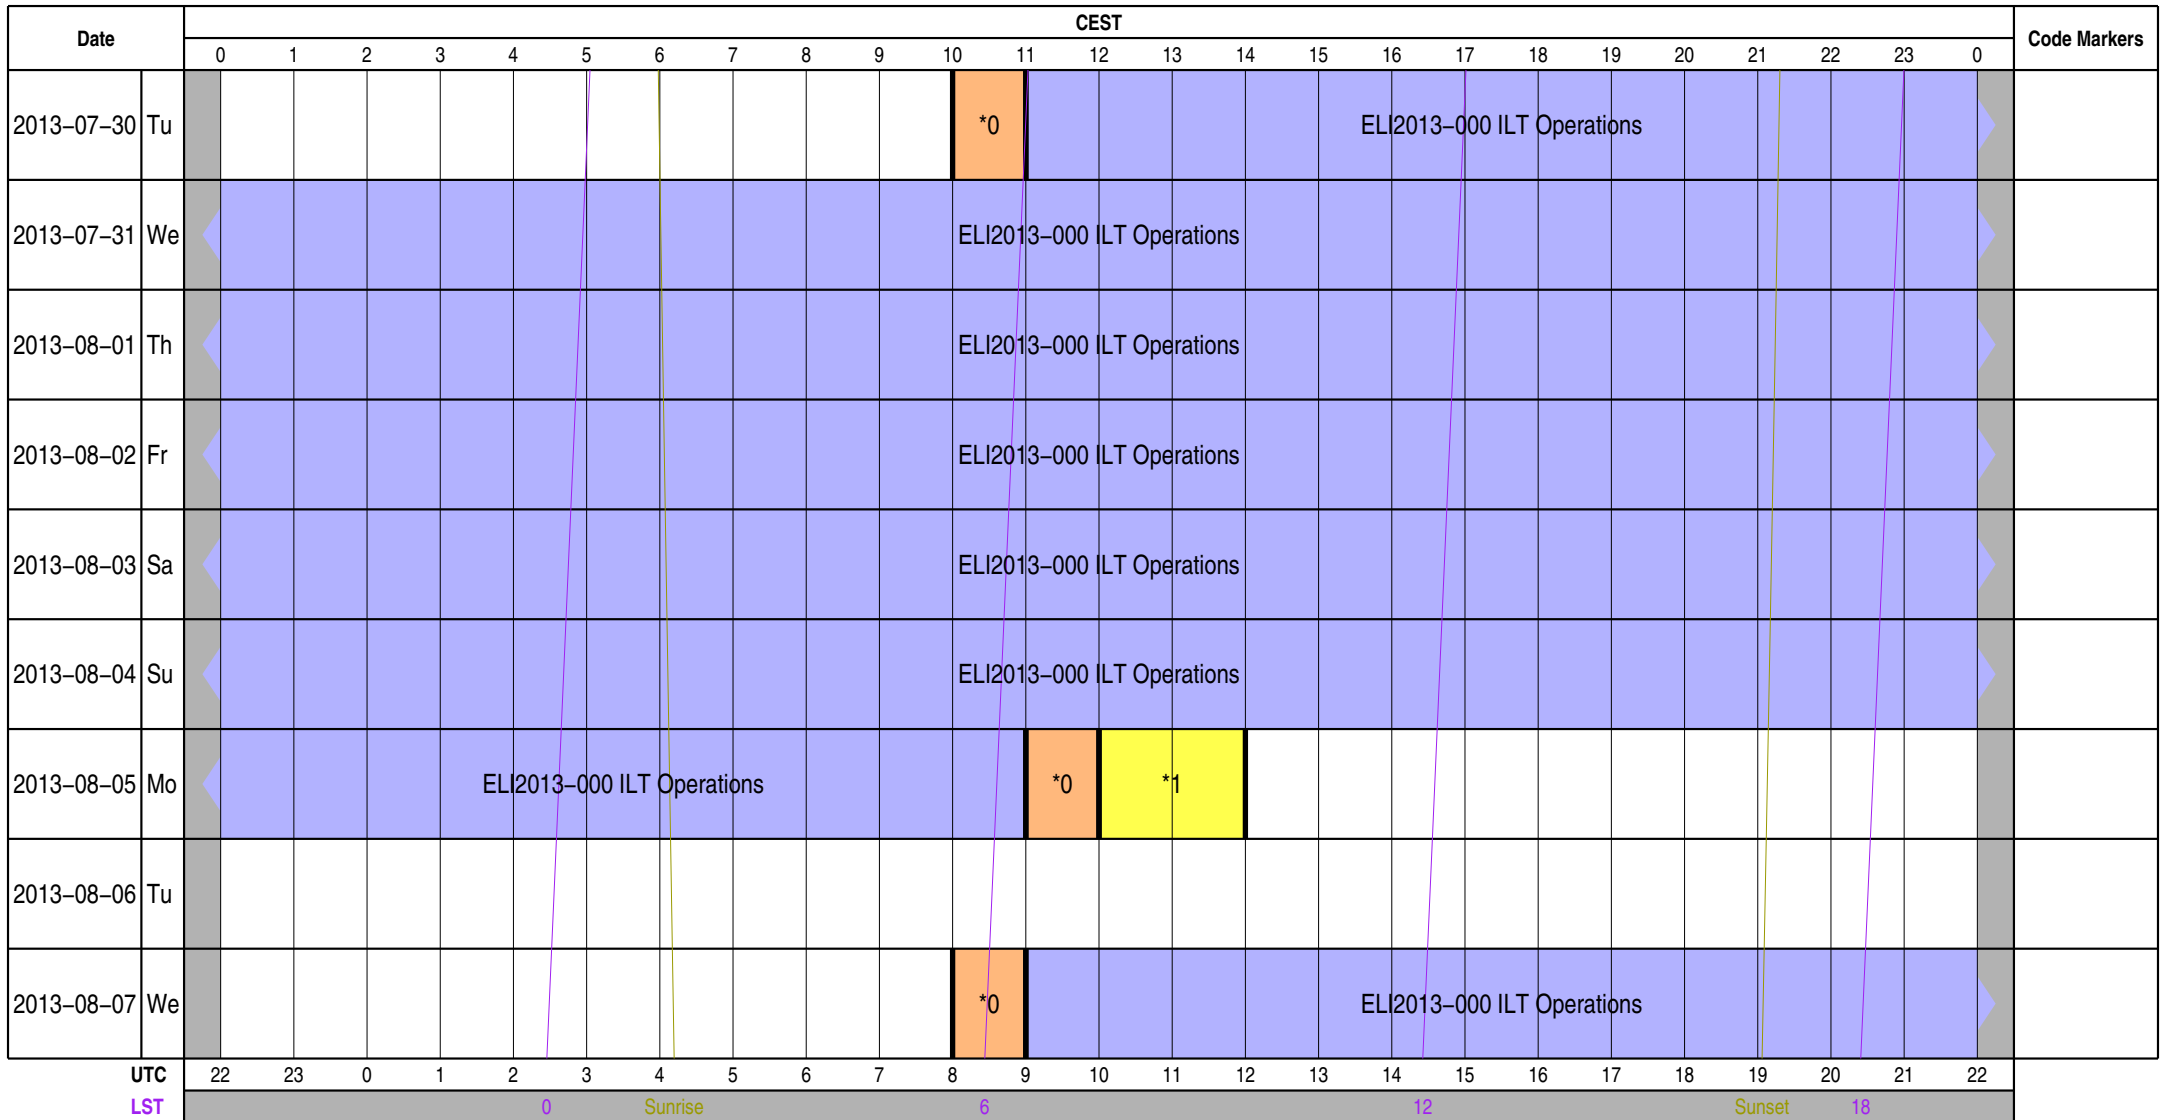 Date CEST Code Markers
0 1 2 3 4 5 6 7 8 9 10 11 12 13 14 15 16 17 18 19 20 21 22 23 0
2013–07–30 Tu *0 ELI2013–000 ILT Operations
2013–07–31 We ELI2013–000 ILT Operations
2013–08–01 Th ELI2013–000 ILT Operations
2013–08–02 Fr ELI2013–000 ILT Operations
2013–08–03 Sa ELI2013–000 ILT Operations
2013–08–04 Su ELI2013–000 ILT Operations
2013–08–05 Mo ELI2013–000 ILT Operations *0 *1
2013–08–06 Tu
2013–08–07 We *0 ELI2013–000 ILT Operations
UTC 22 23 0 1 2 3 4 5 6 7 8 9 10 11 12 13 14 15 16 17 18 19 20 21 22
LST 0 Sunrise 6 12 Sunset 18